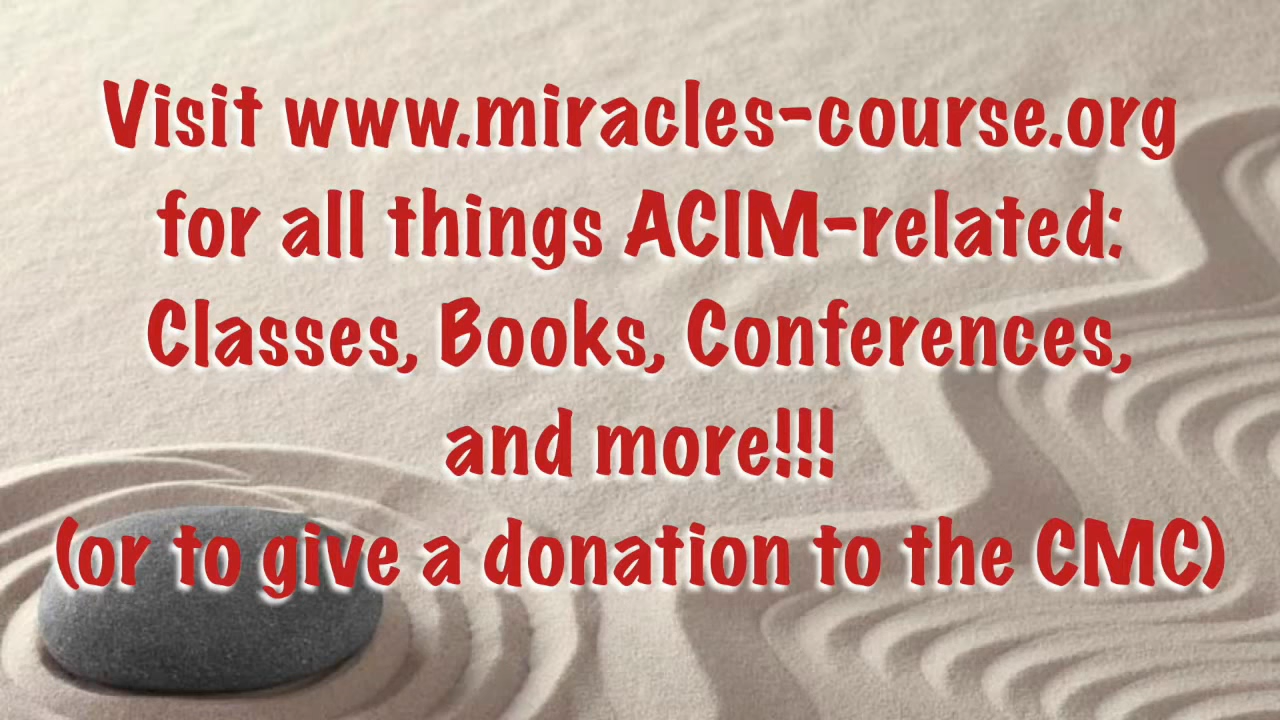 Visit www.miracles-course.org
for all things ACIM-related:
Classes, Books, Conferences,
and more!!!
(or to give a donation to the CMC)